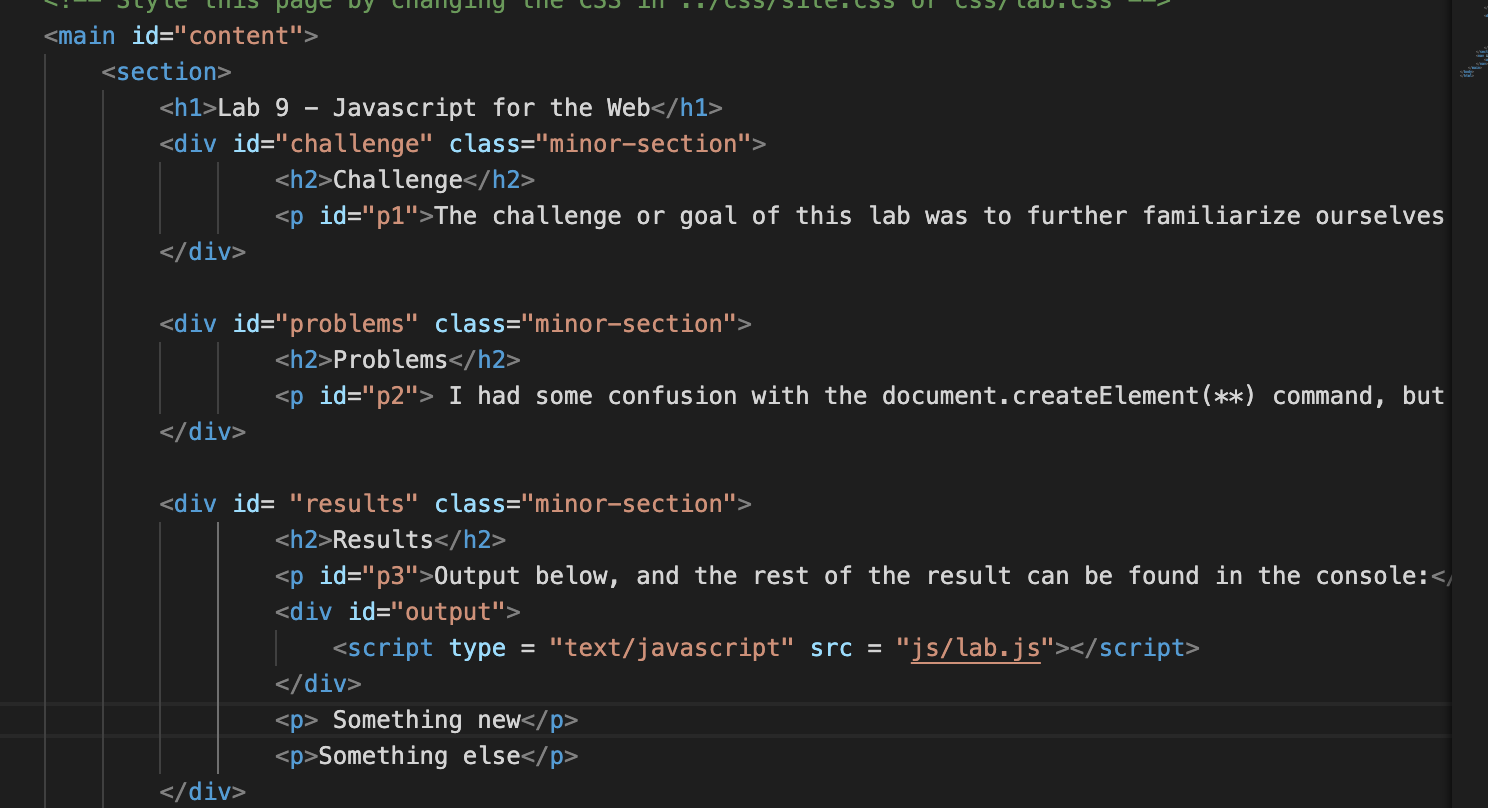 <!-- Style this page by changing the CSS in ../css/site.css or css/lab.css -->
<main id="content">
<section>
<h1>Lab 9 – Javascript for the Web</h1>
<div id="challenge" class="minor-section">
<h2>Challenge</h2>
<p id="p1">The challenge or goal of this lab was to further familiarize ourselves
</div>
<div id="problems" class="minor-section">
<h2>Problems</h2>
<p id="p2"> I had some confusion with the document.createElement(**) command, but
</div>
<div id= "results" class="minor-section">
<h2>Results</h2>
<p id="p3">Output below, and the rest of the result can be found in the console:</
<div id="output">
<script type = "text/javascript" src = "js/lab.js"></script>
</div>
<p> Something new</p>
<p>Something else</p>
</div>